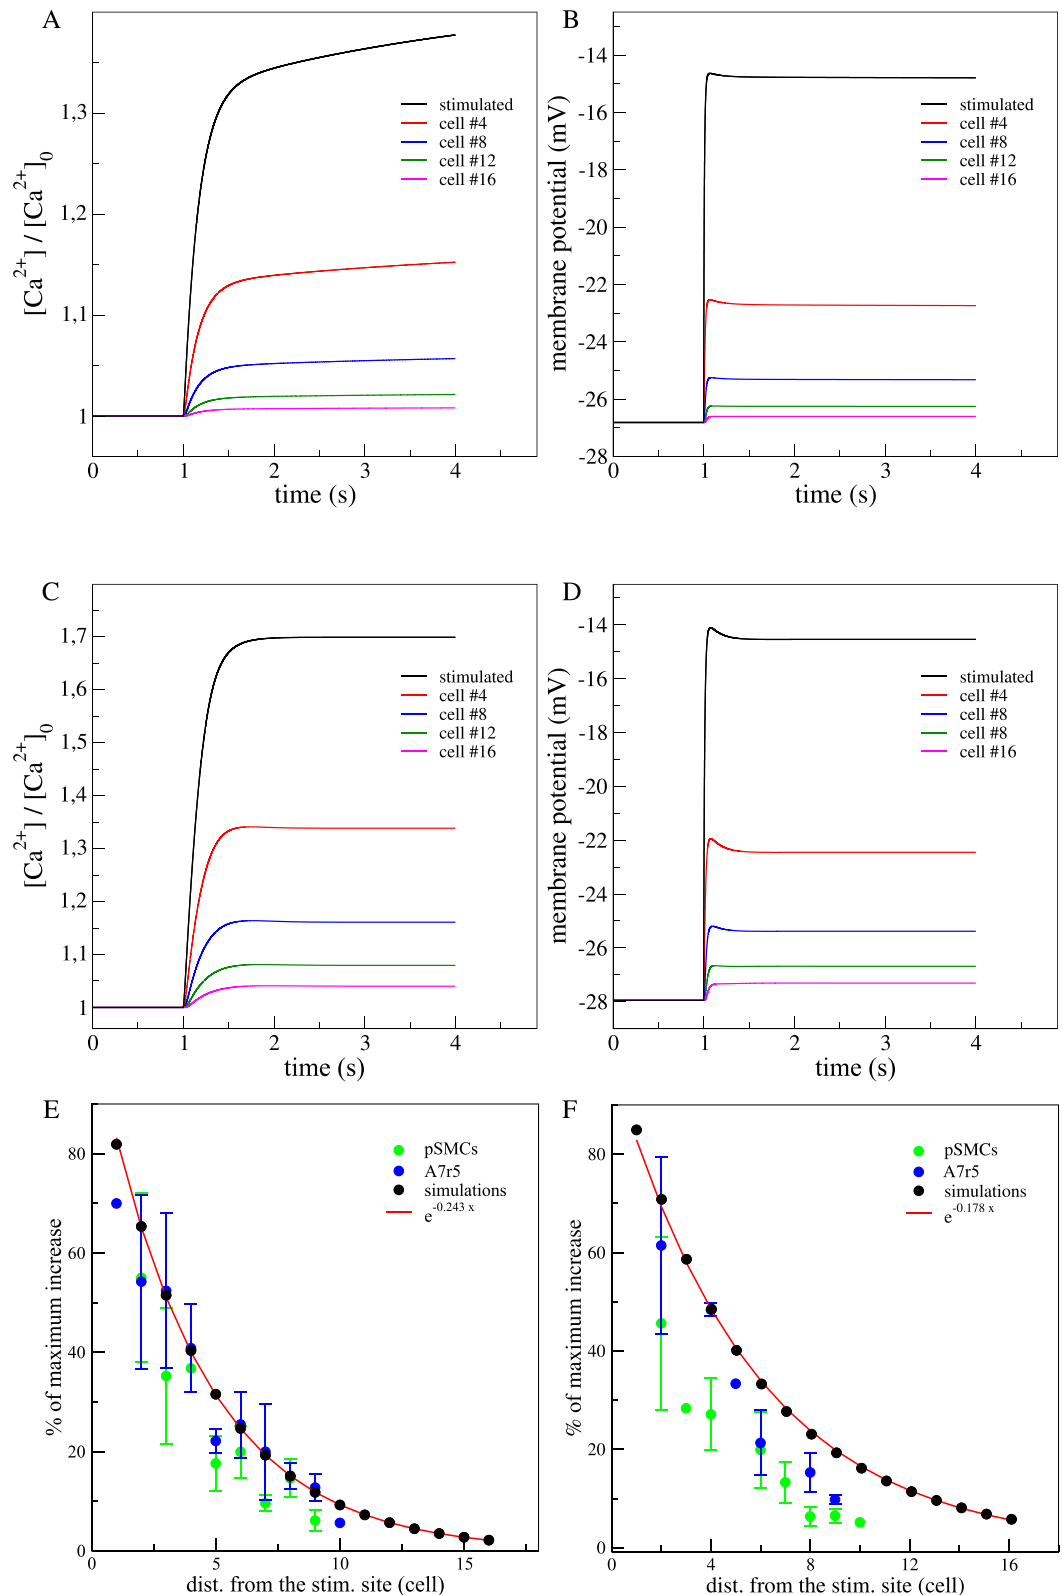 A
1,3
1,2
1,1
1
[Ca2+] / [Ca2+]0
stimulated
cell #4
cell #8
cell #12
cell #16
0 1 2 3 4
time (s)
B
-14
-16
-18
-20
-22
-24
-26
-28
membrane potential (mV)
stimulated
cell #4
cell #8
cell #12
cell #16
0 1 2 3 4
time (s)
C
1,7
1,6
1,5
1,4
1,3
1,2
1,1
1
[Ca2+] / [Ca2+]0
stimulated
cell #4
cell #8
cell #12
cell #16
0 1 2 3 4
time (s)
D
-14
-16
-18
-20
-22
-24
-26
-28
membrane potential (mV)
stimulated
cell #4
cell #8
cell #8
cell #16
0 1 2 3 4
time (s)
E
80
60
40
20
0
% of maximum increase
pSMCs
A7r5
simulations
e-0.243 x
0 5 10 15
dist. from the stim. site (cell)
F
80
60
40
20
0
% of maximum increase
pSMCs
A7r5
simulations
e-0.178 x
0 4 8 12 16
dist. from the stim. site (cell)